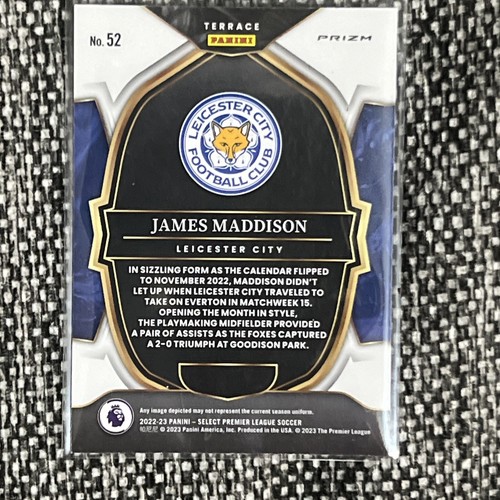 TERRACE
No. 52
PANINI
PRIZM
LEICESTER CITY
FOOTBALL CLUB
JAMES MADDISON
LEICESTER CITY
IN SIZZLING FORM AS THE CALENDAR FLIPPED
TO NOVEMBER 2022, MADDISON DIDN'T
LET UP WHEN LEICESTER CITY TRAVELED TO
TAKE ON EVERTON IN MATCHWEEK 15.
OPENING THE MONTH IN STYLE,
THE PLAYMAKING MIDFIELDER PROVIDED
A PAIR OF ASSISTS AS THE FOXES CAPTURED
A 2-0 TRIUMPH AT GOODISON PARK.
Any image depicted may not represent the current season uniform.
2022-23 PANINI – SELECT PREMIER LEAGUE SOCCER
© 2023 Panini America, Inc. Produced in the USA. © 2023 The Premier League